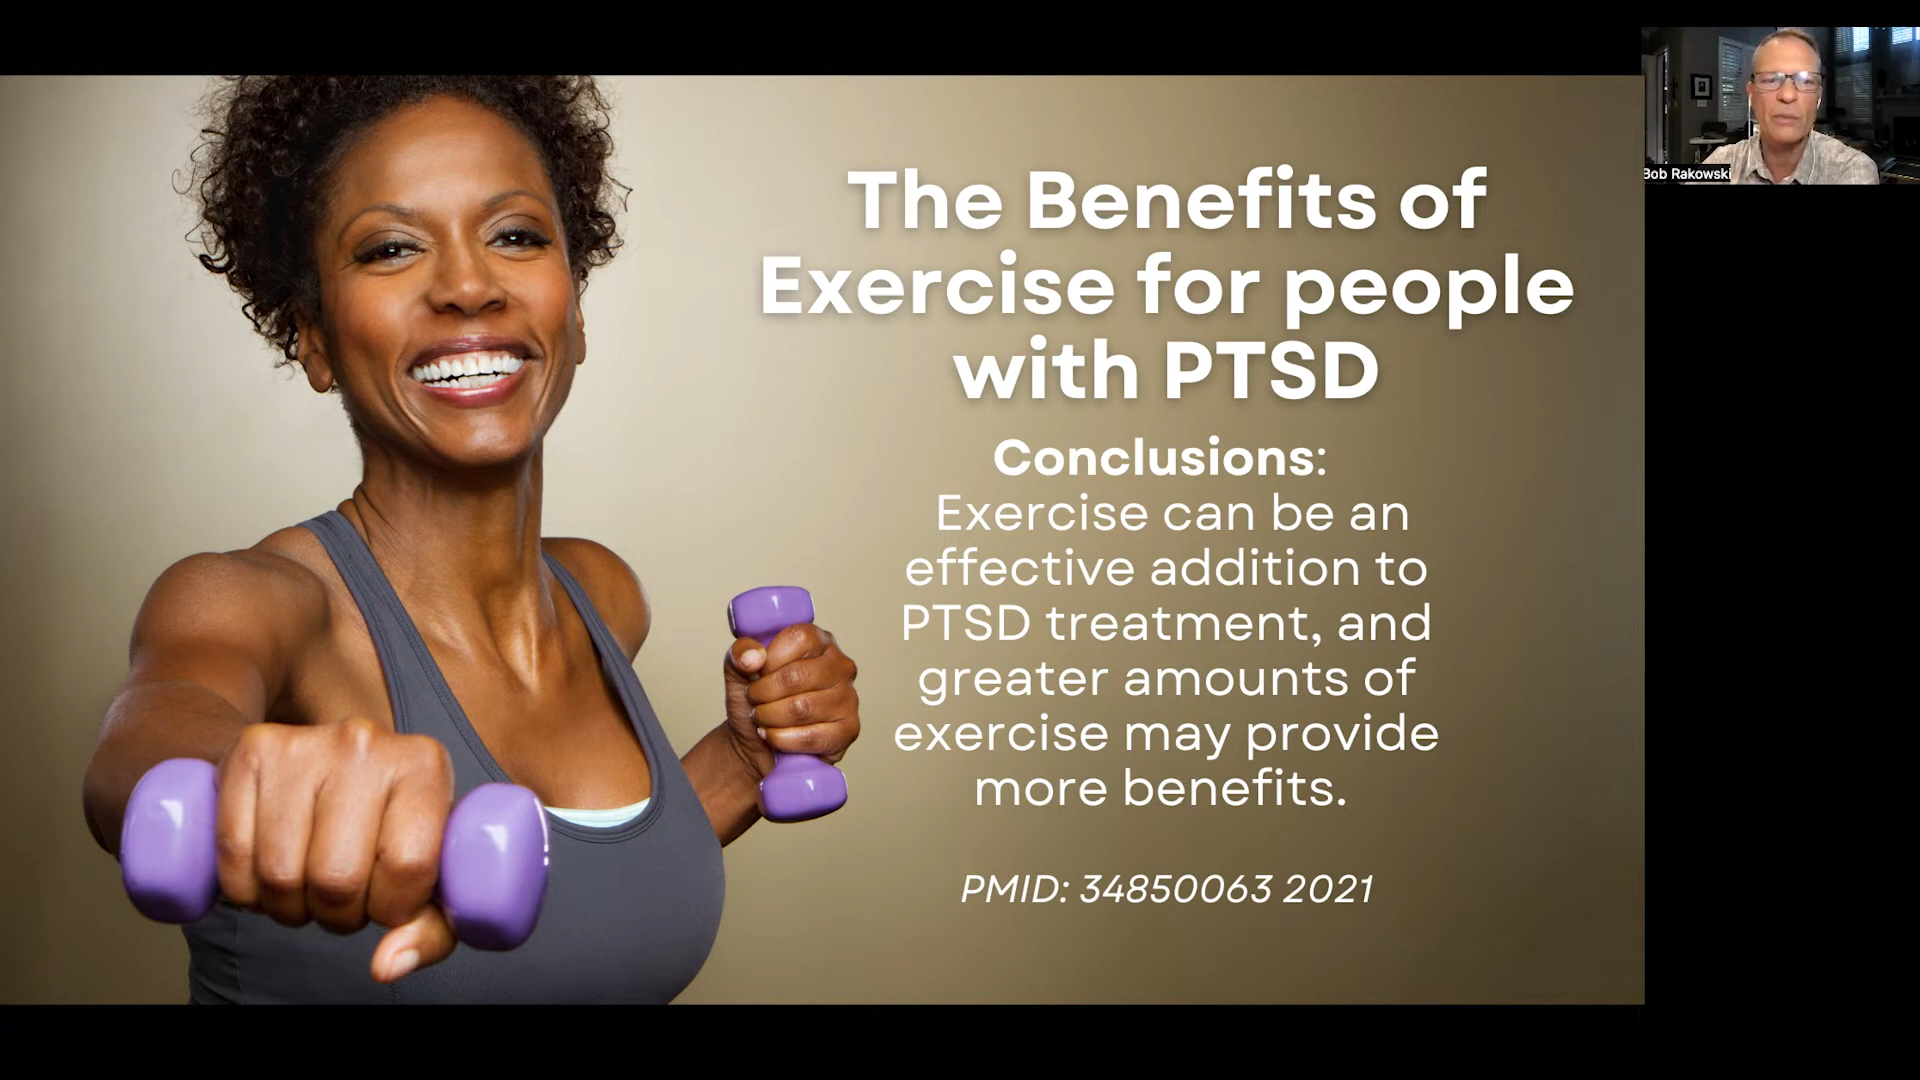 The Benefits of
Exercise for people
with PTSD
Conclusions:
Exercise can be an
effective addition to
PTSD treatment, and
greater amounts of
exercise may provide
more benefits.
PMID: 34850063 2021
Bob Rakowski